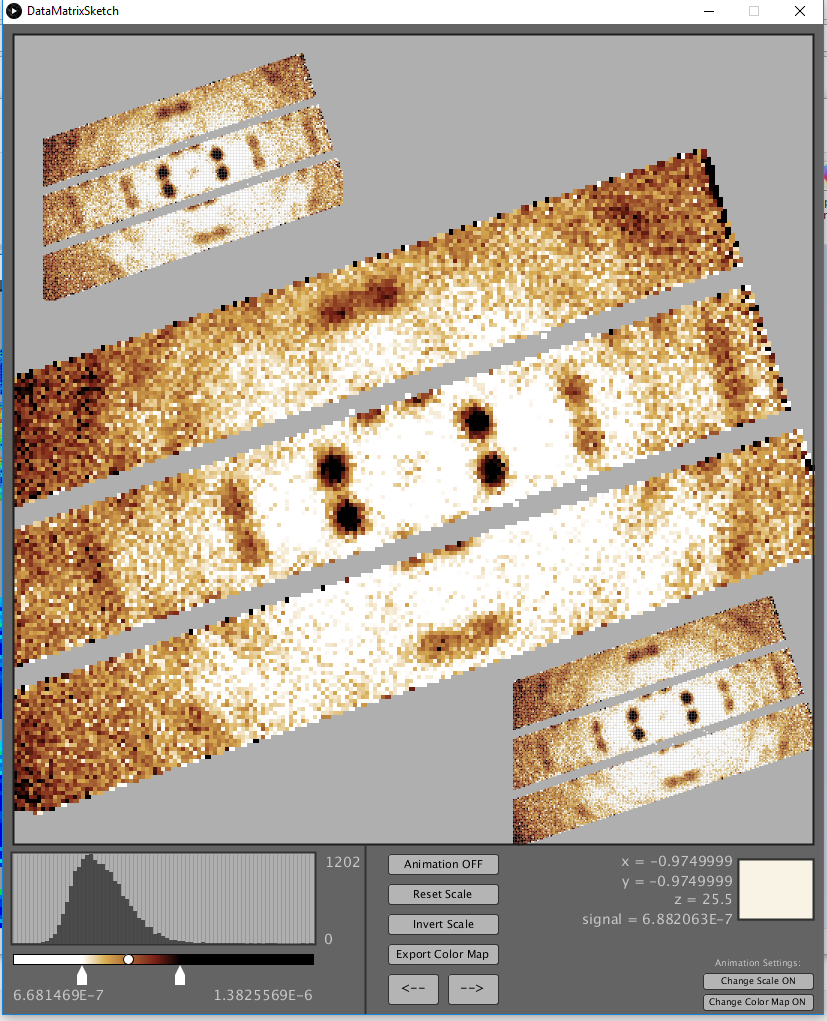 DataMatrixSketch
1202
0
6.681469E-7
1.3825569E-6
Animation OFF
Reset Scale
Invert Scale
Export Color Map
<--
-->
x = -0.9749999
y = -0.9749999
z = 25.5
signal = 6.882063E-7
Animation Settings:
Change Scale ON
Change Color Map ON